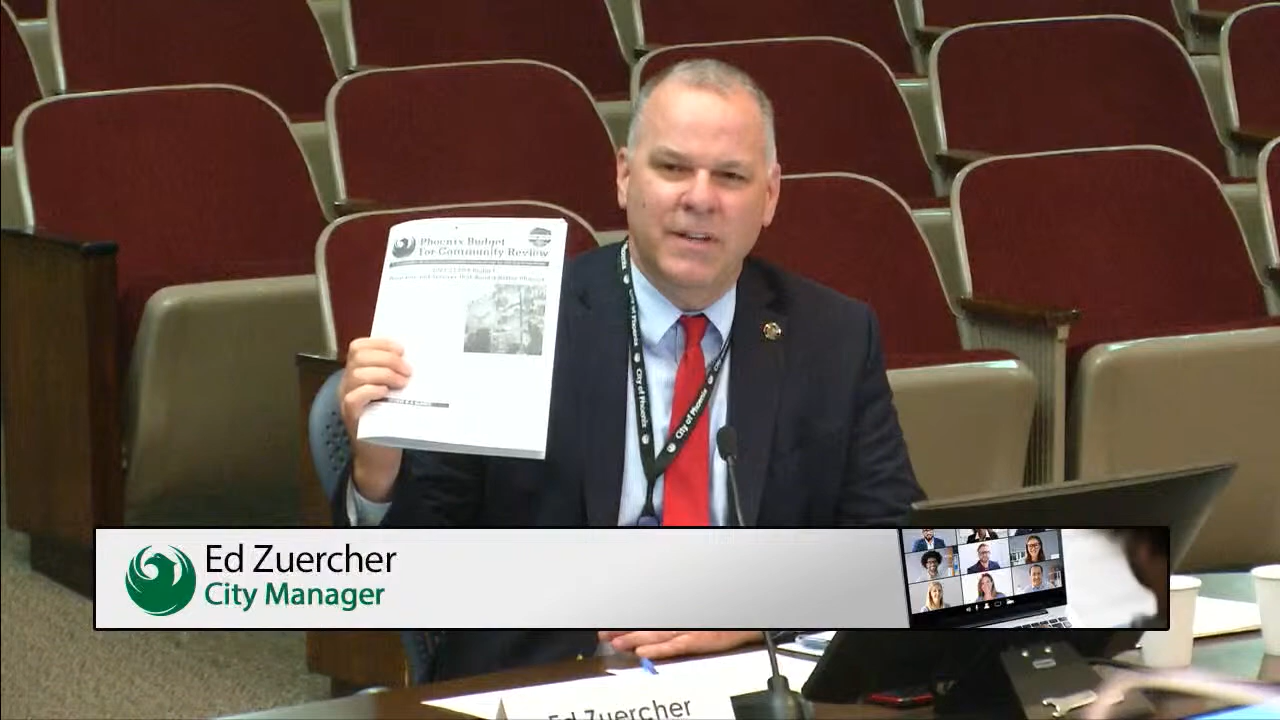 Phoenix Budget
For Community Review
City of Phoenix
City of Phoenix
Ed Zuercher
City Manager
Ed Zuercher